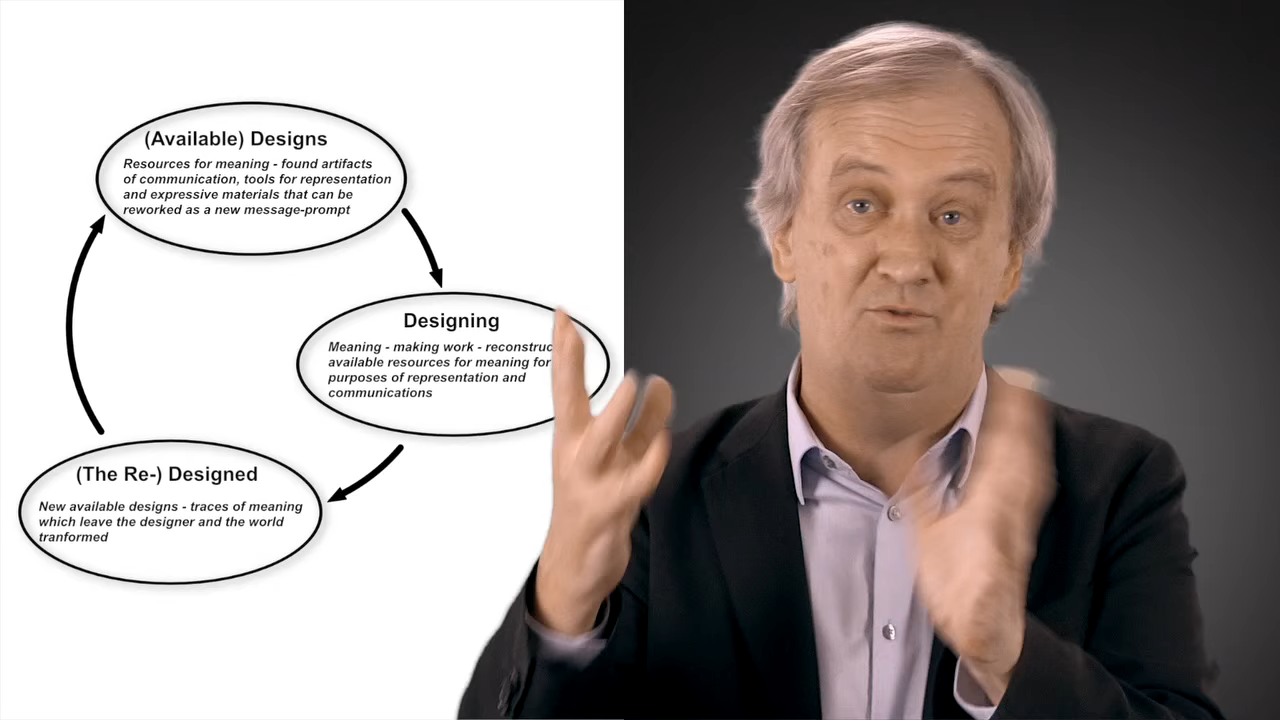 (Available) Designs
Resources for meaning - found artifacts
of communication, tools for representation
and expressive materials that can be
reworked as a new message-prompt
Designing
Meaning - making work -
available resources for meaning for
purposes of representation and
communications
(The Re-) Designed
New available designs - traces of meaning
which leave the designer and the world
tranformed